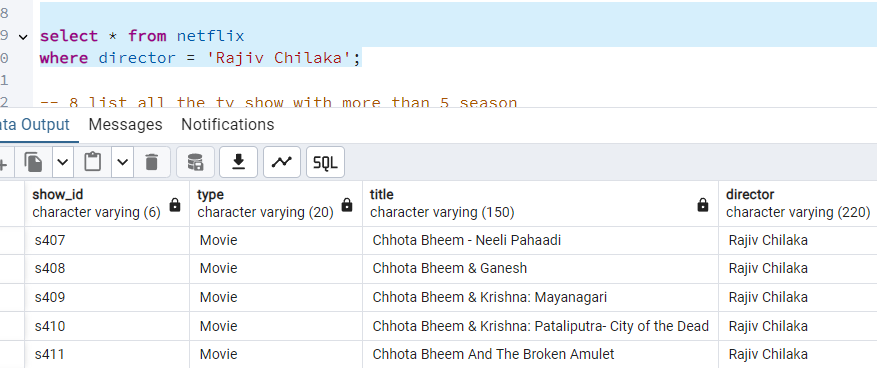 8
9 select * from netflix
0 where director = 'Rajiv Chilaka';
1
2 -- 8 list all the tv show with more than 5 season
ata Output Messages Notifications
SQL
show_id type title director
character varying (6) character varying (20) character varying (150) character varying (220)
s407 Movie Chhota Bheem - Neeli Pahaadi Rajiv Chilaka
s408 Movie Chhota Bheem & Ganesh Rajiv Chilaka
s409 Movie Chhota Bheem & Krishna: Mayanagari Rajiv Chilaka
s410 Movie Chhota Bheem & Krishna: Pataliputra- City of the Dead Rajiv Chilaka
s411 Movie Chhota Bheem And The Broken Amulet Rajiv Chilaka